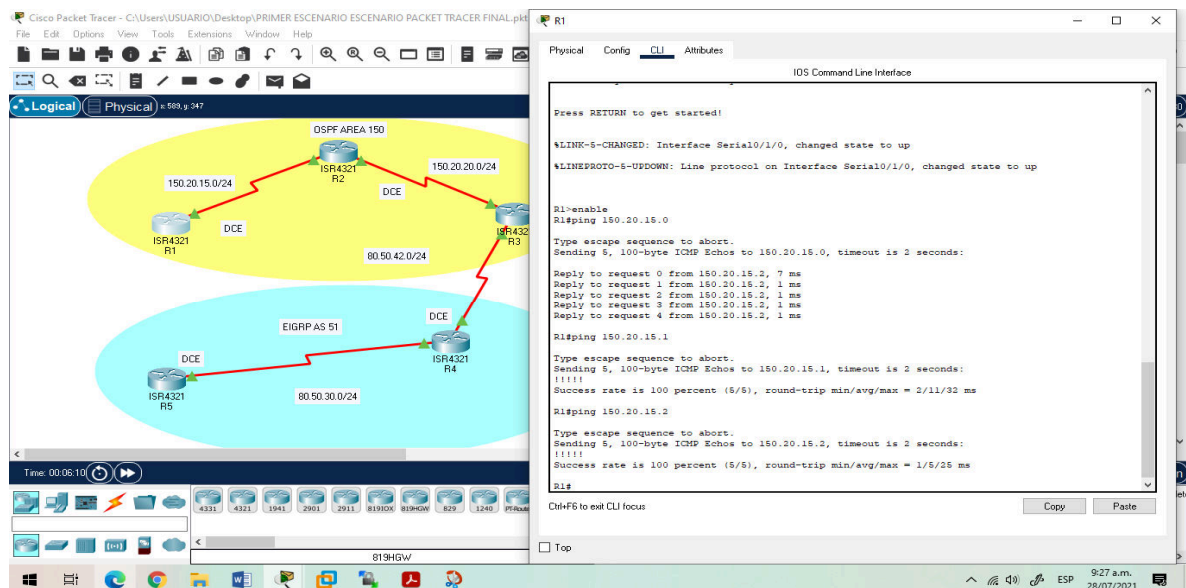 Cisco Packet Tracer - C:\Users\USUARIO\Desktop\PRIMER ESCENARIO ESCENARIO PACKET TRACER FINAL.pkt
File Edit Options View Tools Extensions Window Help
Logical Physical x: 589, y: 347
OSPF AREA 150
ISR4321
R2
150.20.20.0/24
150.20.15.0/24
DCE
DCE
ISR4321
R1
ISR432
R3
80.50.42.0/24
DCE
EIGRP AS 51
DCE
ISR4321
R4
ISR4321
R5
80.50.30.0/24
Time: 00:06:10
4331 4321 1941 2901 2911 819IOX 819HGW 829 1240 PT-Route
819HGW
R1
Physical Config CLI Attributes
IOS Command Line Interface
Press RETURN to get started!
%LINK-5-CHANGED: Interface Serial0/1/0, changed state to up
%LINEPROTO-5-UPDOWN: Line protocol on Interface Serial0/1/0, changed state to up
R1>enable
R1#ping 150.20.15.0
Type escape sequence to abort.
Sending 5, 100-byte ICMP Echos to 150.20.15.0, timeout is 2 seconds:
Reply to request 0 from 150.20.15.2, 7 ms
Reply to request 1 from 150.20.15.2, 1 ms
Reply to request 2 from 150.20.15.2, 1 ms
Reply to request 3 from 150.20.15.2, 1 ms
Reply to request 4 from 150.20.15.2, 1 ms
R1#ping 150.20.15.1
Type escape sequence to abort.
Sending 5, 100-byte ICMP Echos to 150.20.15.1, timeout is 2 seconds:
!!!!!
Success rate is 100 percent (5/5), round-trip min/avg/max = 2/11/32 ms
R1#ping 150.20.15.2
Type escape sequence to abort.
Sending 5, 100-byte ICMP Echos to 150.20.15.2, timeout is 2 seconds:
!!!!!
Success rate is 100 percent (5/5), round-trip min/avg/max = 1/5/25 ms
R1#
Ctrl+F6 to exit CLI focus
Copy Paste
Top
ESP
9:27 a.m.
28/07/2021